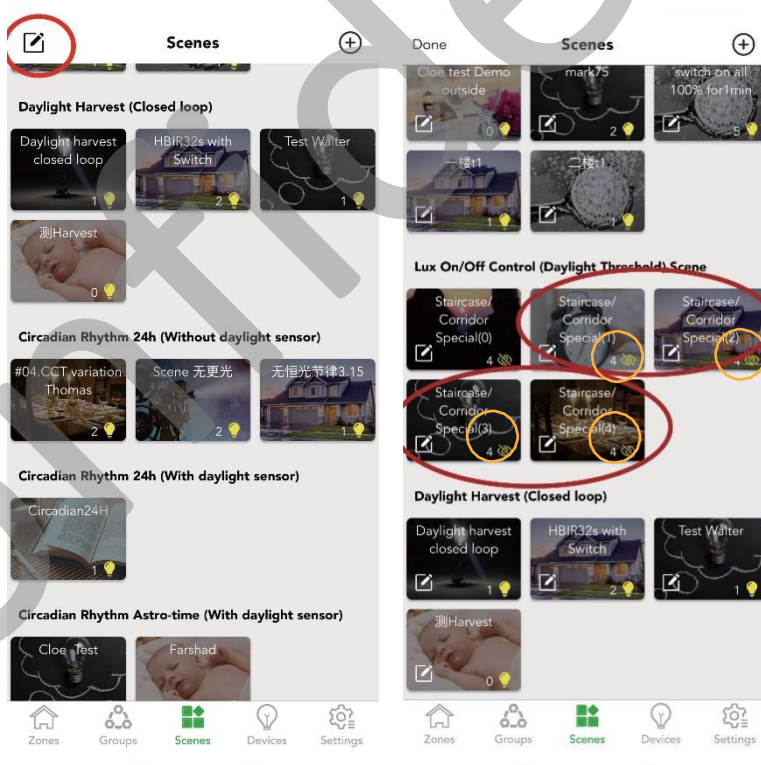 Scenes
Daylight Harvest (Closed loop)
Daylight harvest
closed loop
1
HBIR32s with
Switch
2
Test Walter
1
测Harvest
0
Circadian Rhythm 24h (Without daylight sensor)
#04.CCT variation
Thomas
2
Scene 无更光
2
无恒光节律3.15
1
Circadian Rhythm 24h (With daylight sensor)
Circadian24H
1
Circadian Rhythm Astro-time (With daylight sensor)
Cloe Test
Farshad
Zones
Groups
Scenes
Devices
Settings
Done
Scenes
Cloe test Demo
outside
0
mark75
2
switch on all
100% for1min
5
一楼t1
1
二楼t1
1
Lux On/Off Control (Daylight Threshold) Scene
Staircase/
Corridor
Special(0)
4
Staircase/
Corridor
Special(1)
4
Staircase/
Corridor
Special(2)
4
Staircase/
Corridor
Special(3)
4
Staircase/
Corridor
Special(4)
4
Daylight Harvest (Closed loop)
Daylight harvest
closed loop
1
HBIR32s with
Switch
2
Test Walter
1
测Harvest
0
Zones
Groups
Scenes
Devices
Settings